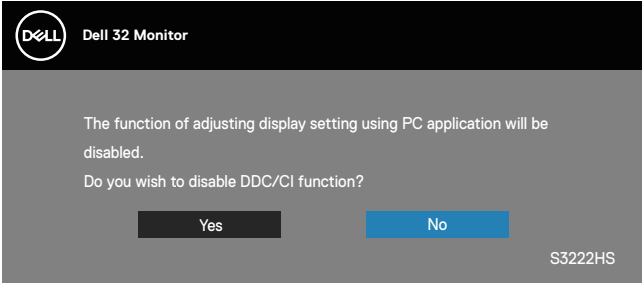 DELL
Dell 32 Monitor
The function of adjusting display setting using PC application will be
disabled.
Do you wish to disable DDC/CI function?
Yes No
S3222HS